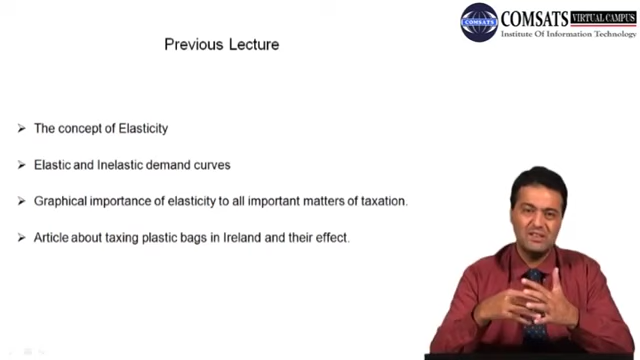 COMSATS VIRTUAL CAMPUS
Institute Of Information Technology
Previous Lecture
The concept of Elasticity
Elastic and Inelastic demand curves
Graphical importance of elasticity to all important matters of taxation.
Article about taxing plastic bags in Ireland and their effect.